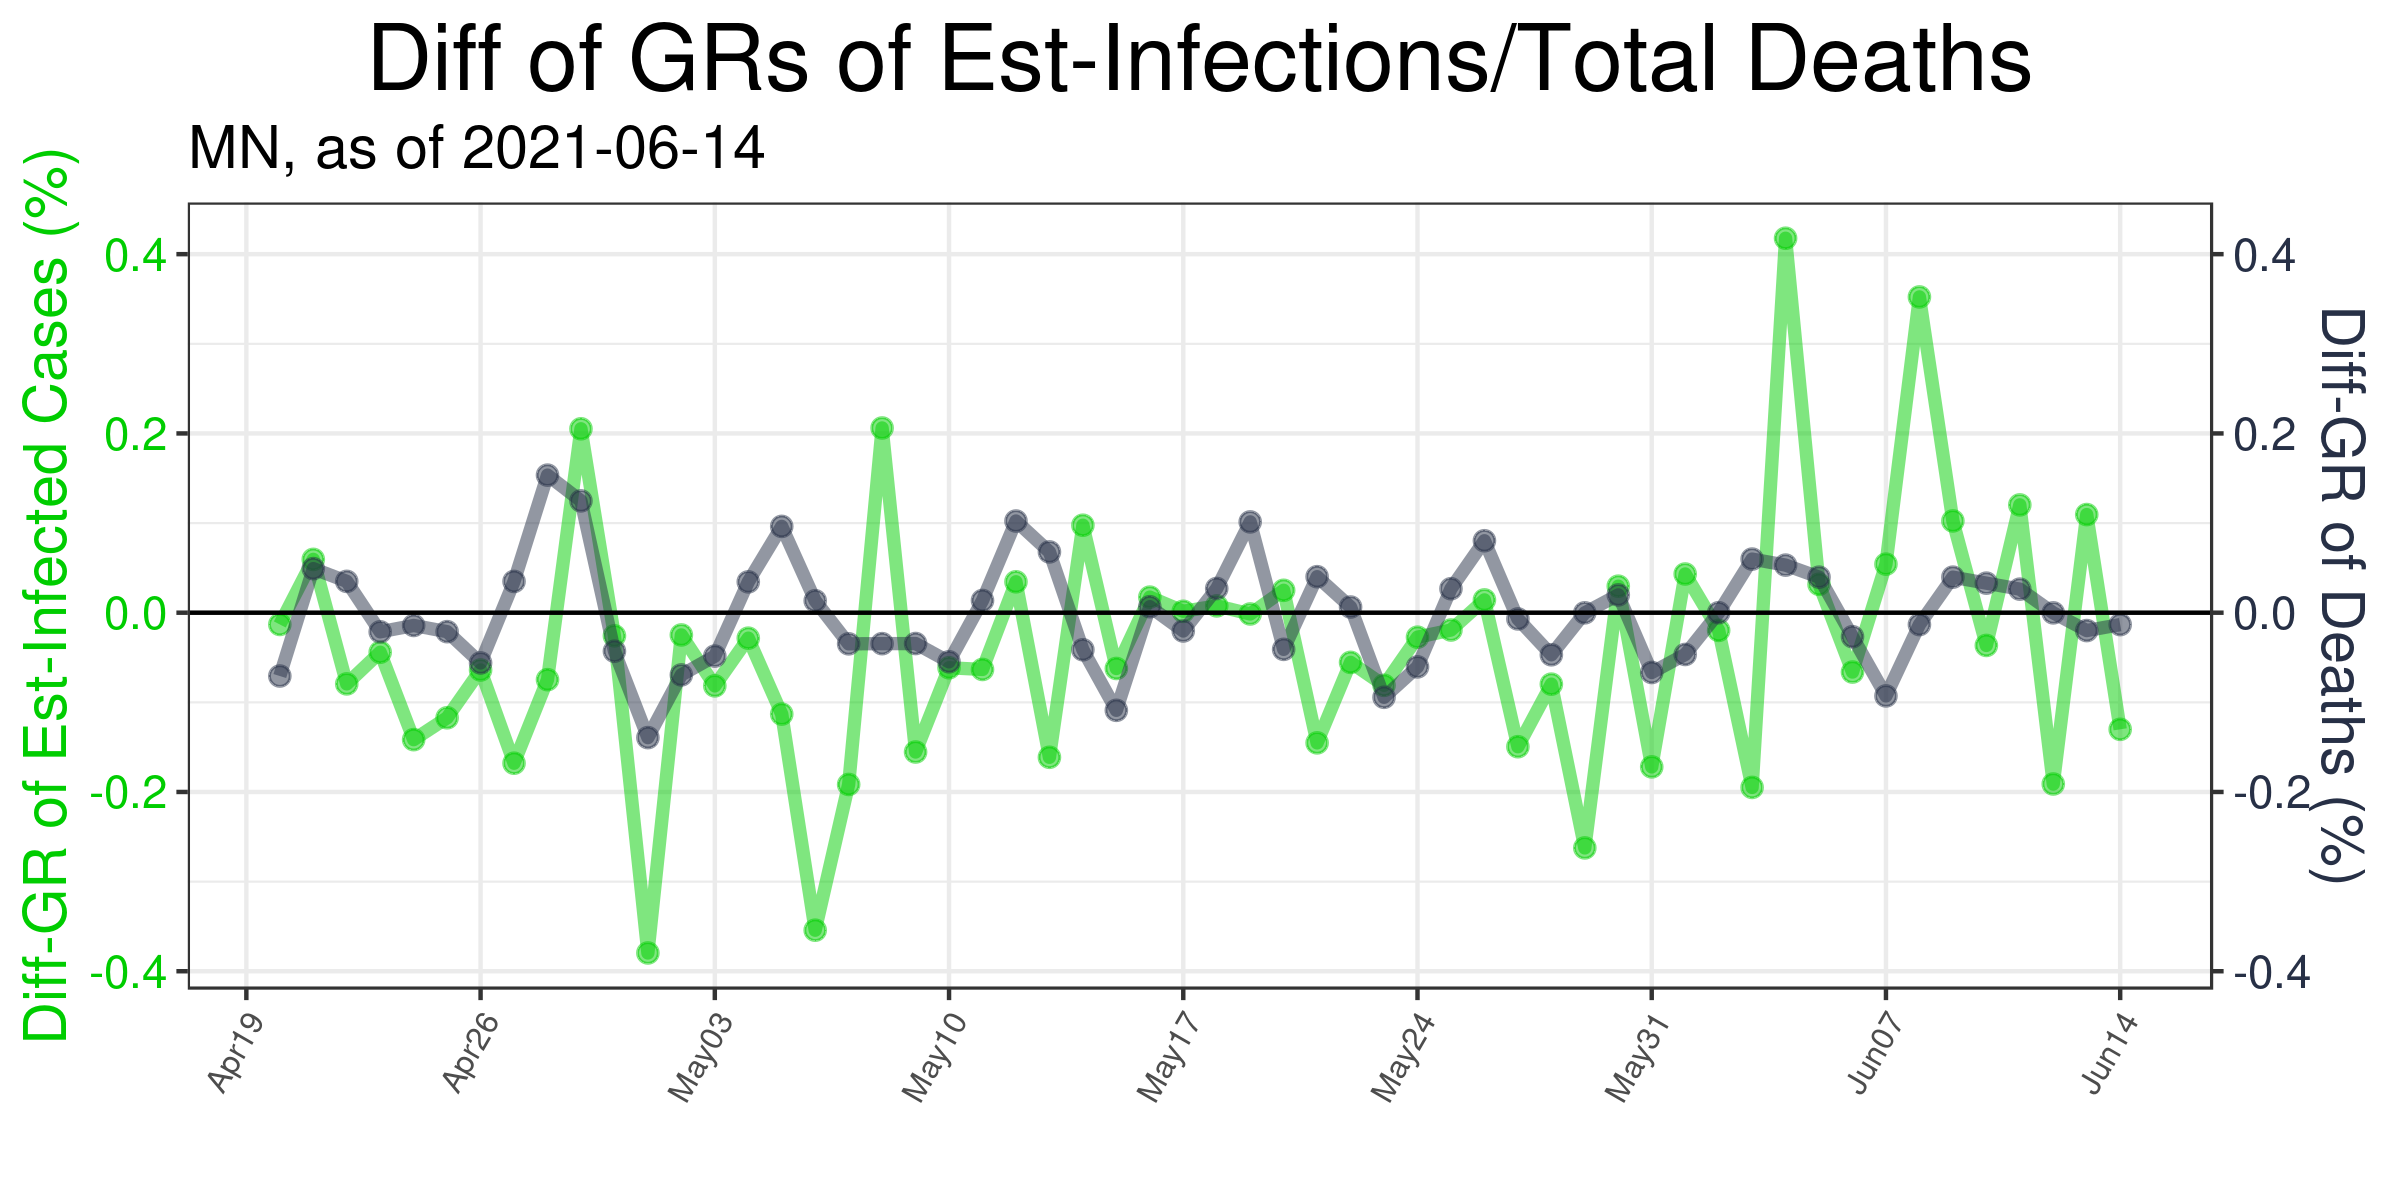 Diff of GRs of Est-Infections/Total Deaths
MN, as of 2021-06-14
Diff-GR of Est-Infected Cases (%)
0.4
0.2
0.0
-0.2
-0.4
0.4
0.2
0.0
-0.2
-0.4
Diff-GR of Deaths (%)
Apr19
Apr26
May03
May10
May17
May24
May31
Jun07
Jun14